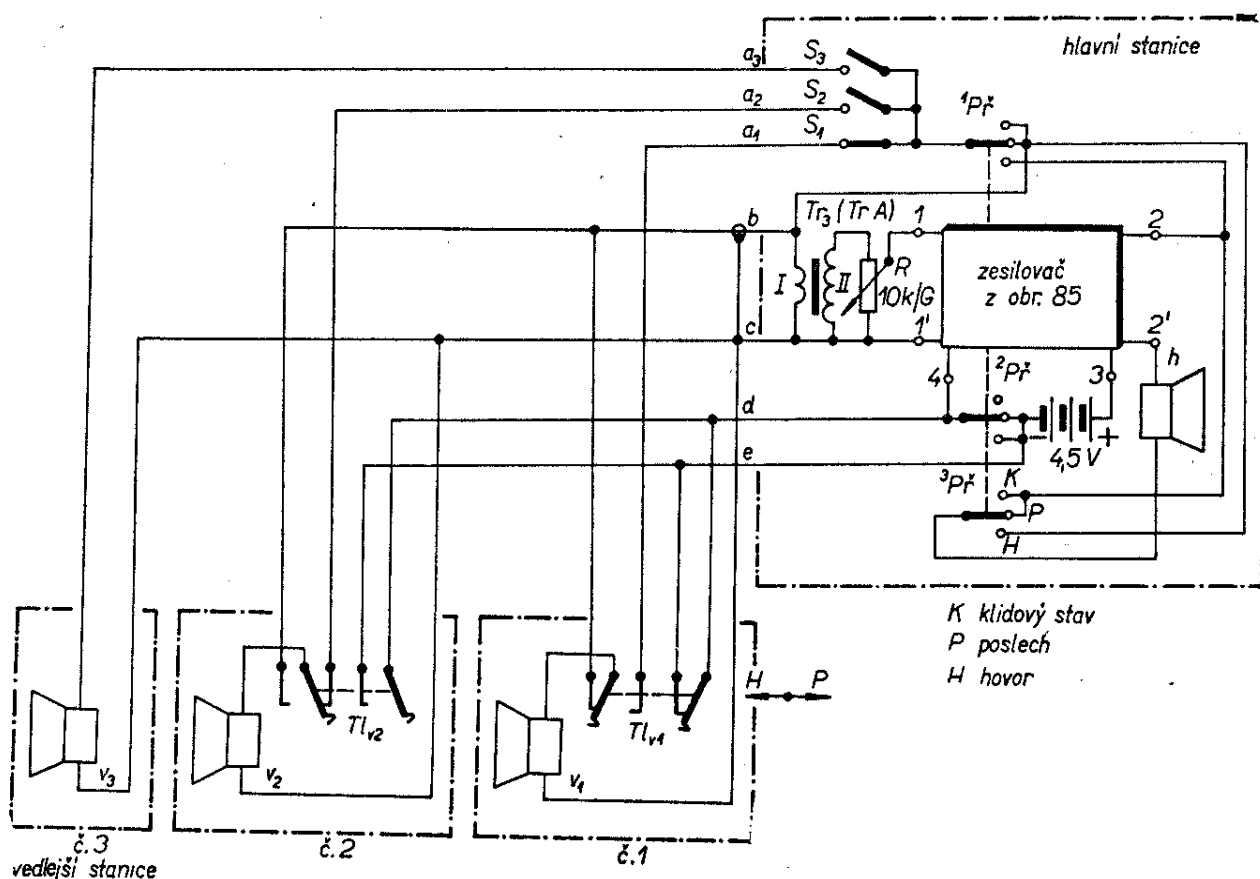 hlavní stanice
a₃
S₃
a₂
S₂
a₁
S₁
¹Př
b
Tr₃ (Tr A)
1
2
I
II
R
10k/G
zesilovač
z obr. 85
c
1'
2'
h
4
²Př
3
d
4,5 V
+
e
³Př
K
P
H
K klidový stav
P poslech
H hovor
H
P
Tlᵥ₂
Tlᵥ₁
v₃
v₂
v₁
č.3
č.2
č.1
vedlejší stanice